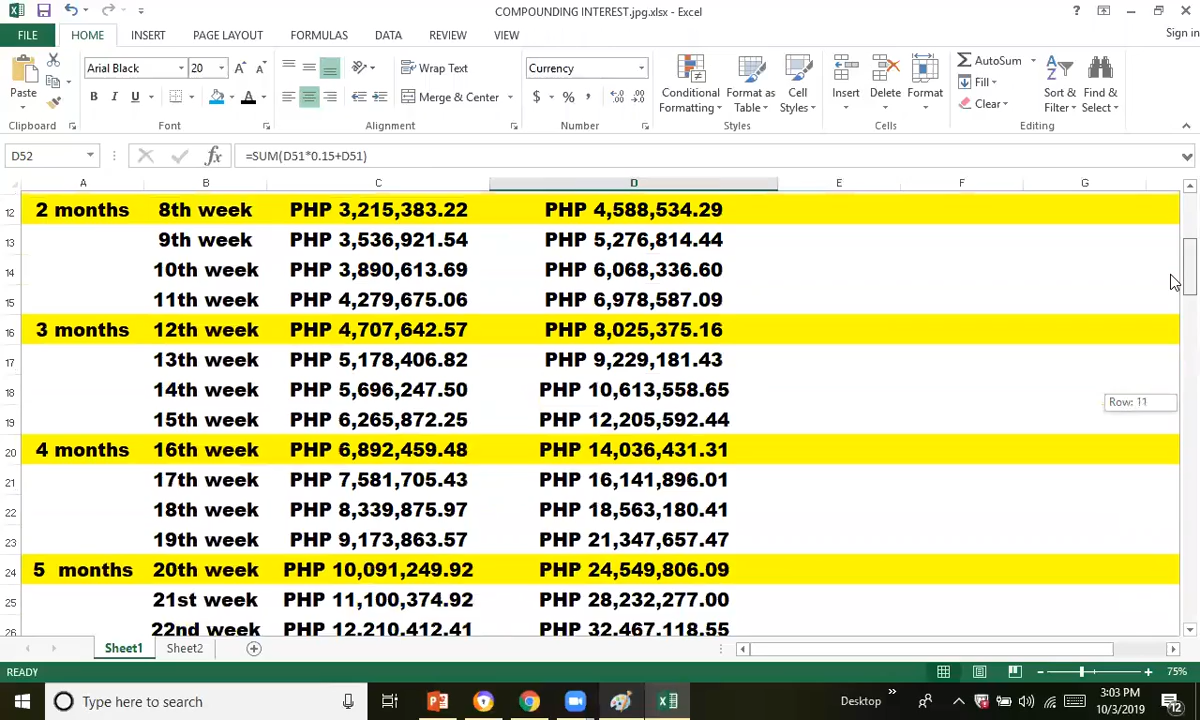 COMPOUNDING INTEREST.jpg.xlsx - Excel
?
FILE HOME INSERT PAGE LAYOUT FORMULAS DATA REVIEW VIEW Sign in
Paste
Arial Black 20 A A
B I U A
Wrap Text
Merge & Center
Currency
$ % ,
Conditional Formatting
Format as Table
Cell Styles
Insert Delete Format
AutoSum
Fill
Clear
Sort & Filter
Find & Select
Clipboard Font Alignment Number Styles Cells Editing
D52 fx =SUM(D51*0.15+D51)
A B C D E F G
12 2 months 8th week PHP 3,215,383.22 PHP 4,588,534.29
13 9th week PHP 3,536,921.54 PHP 5,276,814.44
14 10th week PHP 3,890,613.69 PHP 6,068,336.60
15 11th week PHP 4,279,675.06 PHP 6,978,587.09
16 3 months 12th week PHP 4,707,642.57 PHP 8,025,375.16
17 13th week PHP 5,178,406.82 PHP 9,229,181.43
18 14th week PHP 5,696,247.50 PHP 10,613,558.65
Row: 11
19 15th week PHP 6,265,872.25 PHP 12,205,592.44
20 4 months 16th week PHP 6,892,459.48 PHP 14,036,431.31
21 17th week PHP 7,581,705.43 PHP 16,141,896.01
22 18th week PHP 8,339,875.97 PHP 18,563,180.41
23 19th week PHP 9,173,863.57 PHP 21,347,657.47
24 5 months 20th week PHP 10,091,249.92 PHP 24,549,806.09
25 21st week PHP 11,100,374.92 PHP 28,232,277.00
26 22nd week PHP 12,210,412.41 PHP 32,467,118.55
Sheet1 Sheet2
READY 75%
Type here to search
Desktop
3:03 PM
10/3/2019
12